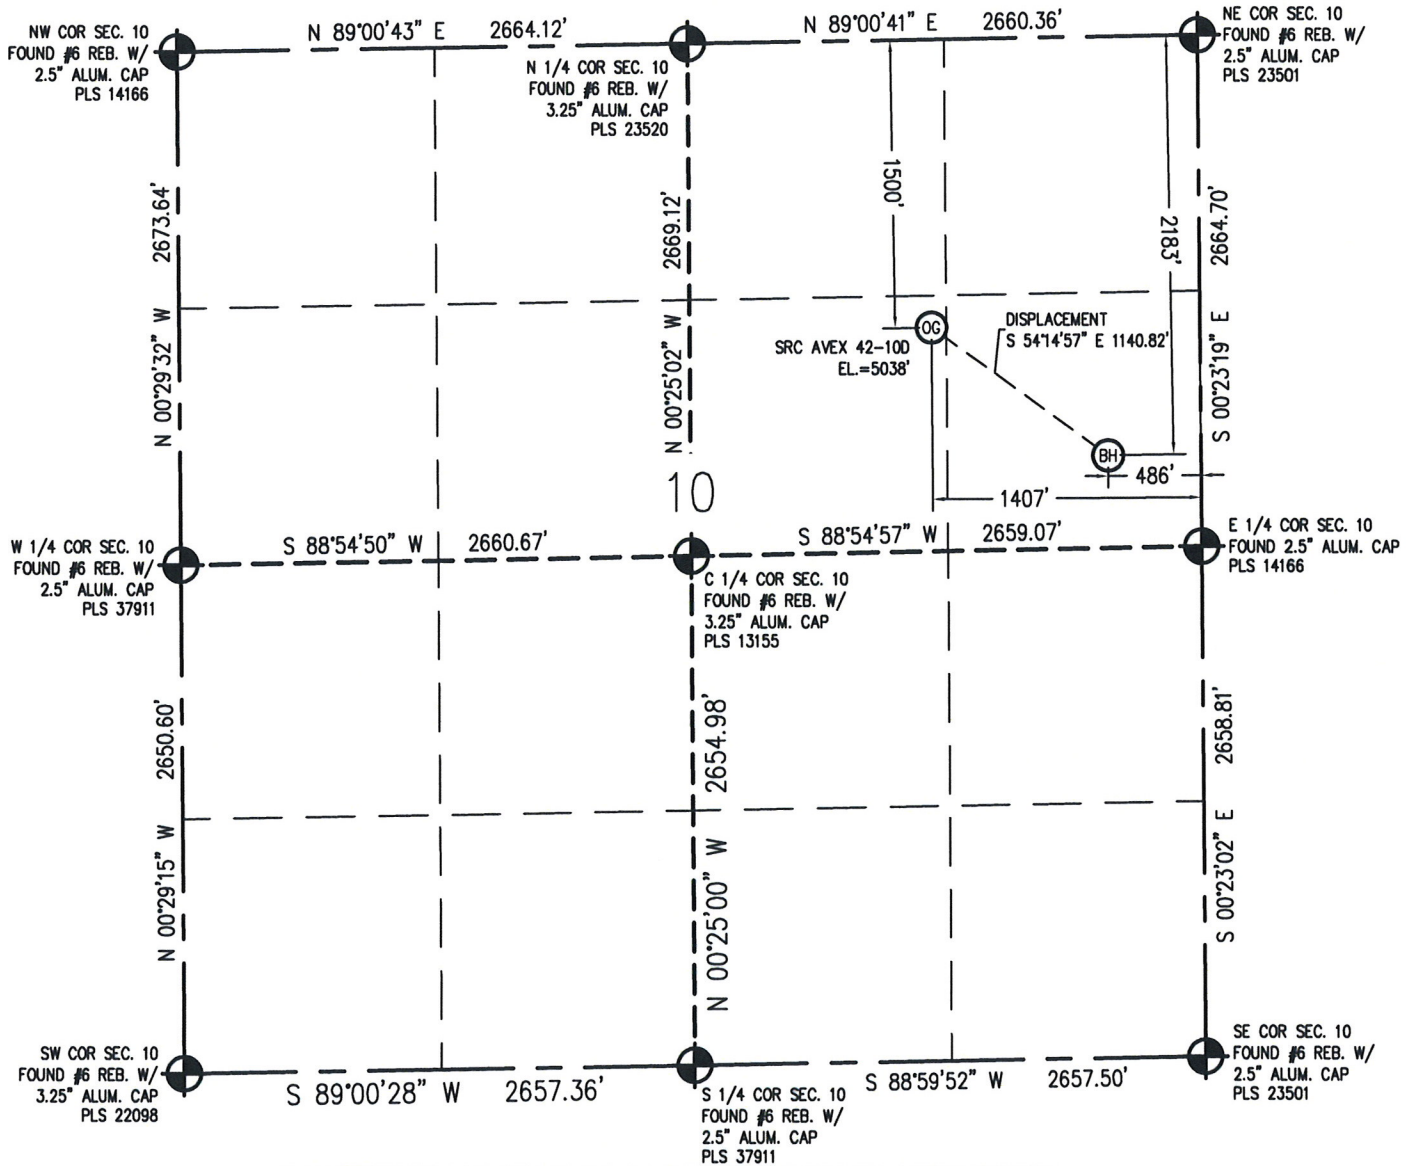 NW COR SEC. 10
FOUND #6 REB. W/
2.5" ALUM. CAP
PLS 14166
N 89°00'43" E 2664.12'
N 1/4 COR SEC. 10
FOUND #6 REB. W/
3.25" ALUM. CAP
PLS 23520
N 89°00'41" E 2660.36'
NE COR SEC. 10
FOUND #6 REB. W/
2.5" ALUM. CAP
PLS 23501
N 00°29'32" W 2673.64'
N 00°25'02" W 2669.12'
1500'
2183'
S 00°23'19" E 2664.70'
OG
SRC AVEX 42-10D
EL.=5038'
DISPLACEMENT
S 54°14'57" E 1140.82'
BH
486'
1407'
10
W 1/4 COR SEC. 10
FOUND #6 REB. W/
2.5" ALUM. CAP
PLS 37911
S 88°54'50" W 2660.67'
C 1/4 COR SEC. 10
FOUND #6 REB. W/
3.25" ALUM. CAP
PLS 13155
S 88°54'57" W 2659.07'
E 1/4 COR SEC. 10
FOUND 2.5" ALUM. CAP
PLS 14166
N 00°29'15" W 2650.60'
N 00°25'00" W 2654.98'
S 00°23'02" E 2658.81'
SW COR SEC. 10
FOUND #6 REB. W/
3.25" ALUM. CAP
PLS 22098
S 89°00'28" W 2657.36'
S 1/4 COR SEC. 10
FOUND #6 REB. W/
2.5" ALUM. CAP
PLS 37911
S 88°59'52" W 2657.50'
SE COR SEC. 10
FOUND #6 REB. W/
2.5" ALUM. CAP
PLS 23501